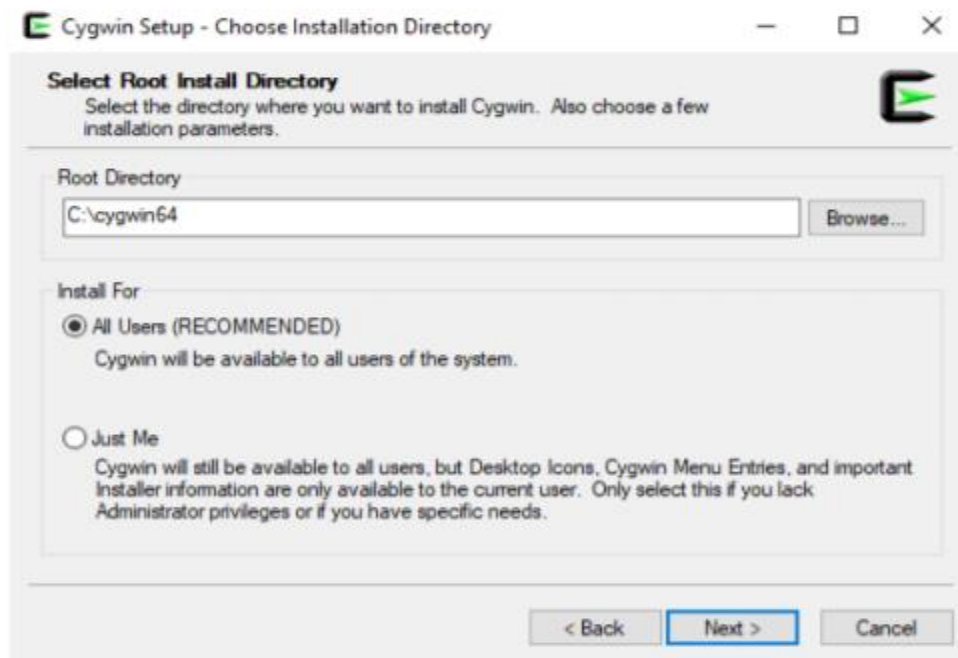 Cygwin Setup - Choose Installation Directory
Select Root Install Directory
Select the directory where you want to install Cygwin. Also choose a few
installation parameters.
Root Directory
C:\cygwin64
Browse...
Install For
All Users (RECOMMENDED)
Cygwin will be available to all users of the system.
Just Me
Cygwin will still be available to all users, but Desktop Icons, Cygwin Menu Entries, and important
Installer information are only available to the current user. Only select this if you lack
Administrator privileges or if you have specific needs.
< Back
Next >
Cancel